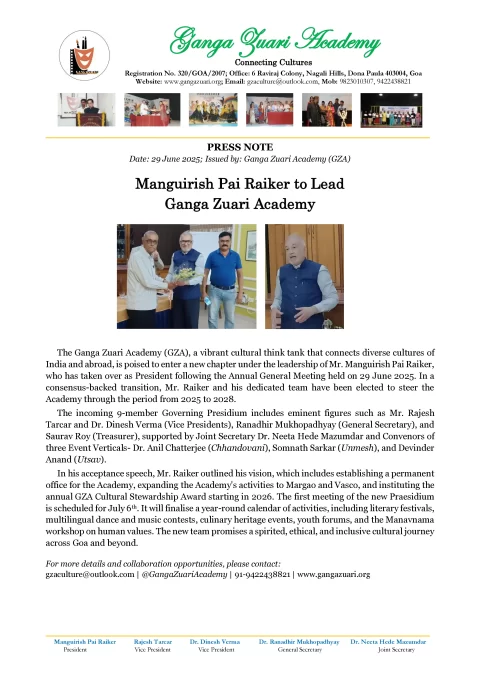 Ganga Zuari Academy
Connecting Cultures
Registration No. 320/GOA/2007; Office: 6 Raviraj Colony, Nagali Hills, Dona Paula 403004, Goa
Website: www.gangazuari.org; Email: gzaculture@outlook.com, Mob: 9823010307, 9422438821
PRESS NOTE
Date: 29 June 2025; Issued by: Ganga Zuari Academy (GZA)
Manguirish Pai Raiker to Lead
Ganga Zuari Academy
The Ganga Zuari Academy (GZA), a vibrant cultural think tank that connects diverse cultures of
India and abroad, is poised to enter a new chapter under the leadership of Mr. Manguirish Pai Raiker,
who has taken over as President following the Annual General Meeting held on 29 June 2025. In a
consensus-backed transition, Mr. Raiker and his dedicated team have been elected to steer the
Academy through the period from 2025 to 2028.
The incoming 9-member Governing Presidium includes eminent figures such as Mr. Rajesh
Tarcar and Dr. Dinesh Verma (Vice Presidents), Ranadhir Mukhopadhyay (General Secretary), and
Saurav Roy (Treasurer), supported by Joint Secretary Dr. Neeta Hede Mazumdar and Convenors of
three Event Verticals- Dr. Anil Chatterjee (Chhandovani), Somnath Sarkar (Unmesh), and Devinder
Anand (Utsav).
In his acceptance speech, Mr. Raiker outlined his vision, which includes establishing a permanent
office for the Academy, expanding the Academy's activities to Margao and Vasco, and instituting the
annual GZA Cultural Stewardship Award starting in 2026. The first meeting of the new Praesidium
is scheduled for July 6th. It will finalise a year-round calendar of activities, including literary festivals,
multilingual dance and music contests, culinary heritage events, youth forums, and the Manavnama
workshop on human values. The new team promises a spirited, ethical, and inclusive cultural journey
across Goa and beyond.
For more details and collaboration opportunities, please contact:
gzaculture@outlook.com | @GangaZuariAcademy | 91-9422438821 | www.gangazuari.org
Manguirish Pai Raiker Rajesh Tarcar Dr. Dinesh Verma Dr. Ranadhir Mukhopadhyay Dr. Neeta Hede Mazumdar
President Vice President Vice President General Secretary Joint Secretary